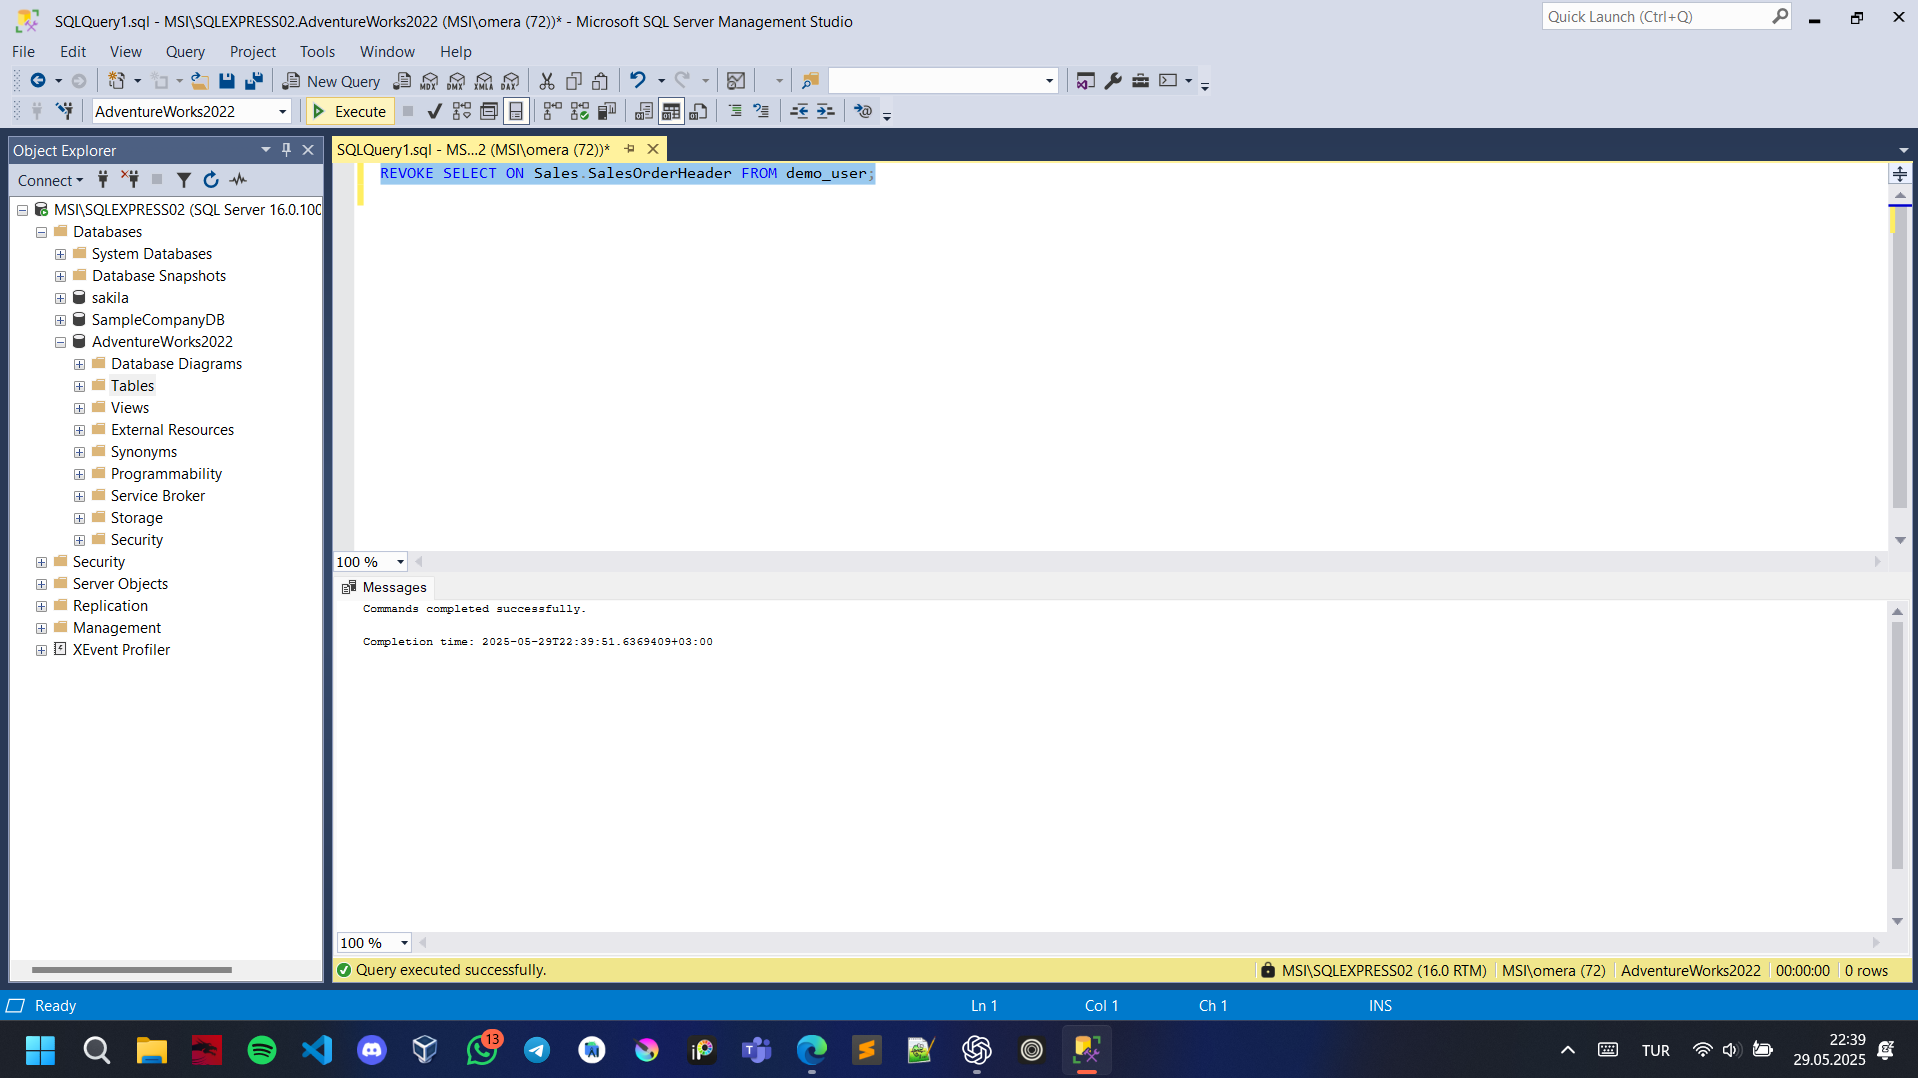 SQLQuery1.sql - MSI\SQLEXPRESS02.AdventureWorks2022 (MSI\omera (72))* - Microsoft SQL Server Management Studio
Quick Launch (Ctrl+Q)
File Edit View Query Project Tools Window Help
New Query MDX DMX XMLA DAX
AdventureWorks2022 Execute
Object Explorer
SQLQuery1.sql - MS...2 (MSI\omera (72))*
Connect
REVOKE SELECT ON Sales.SalesOrderHeader FROM demo_user;
MSI\SQLEXPRESS02 (SQL Server 16.0.100
Databases
System Databases
Database Snapshots
sakila
SampleCompanyDB
AdventureWorks2022
Database Diagrams
Tables
Views
External Resources
Synonyms
Programmability
Service Broker
Storage
Security
Security
Server Objects
Replication
Management
XEvent Profiler
100 %
Messages
Commands completed successfully.
Completion time: 2025-05-29T22:39:51.6369409+03:00
100 %
Query executed successfully.
MSI\SQLEXPRESS02 (16.0 RTM) MSI\omera (72) AdventureWorks2022 00:00:00 0 rows
Ready Ln 1 Col 1 Ch 1 INS
13
TUR
22:39
29.05.2025